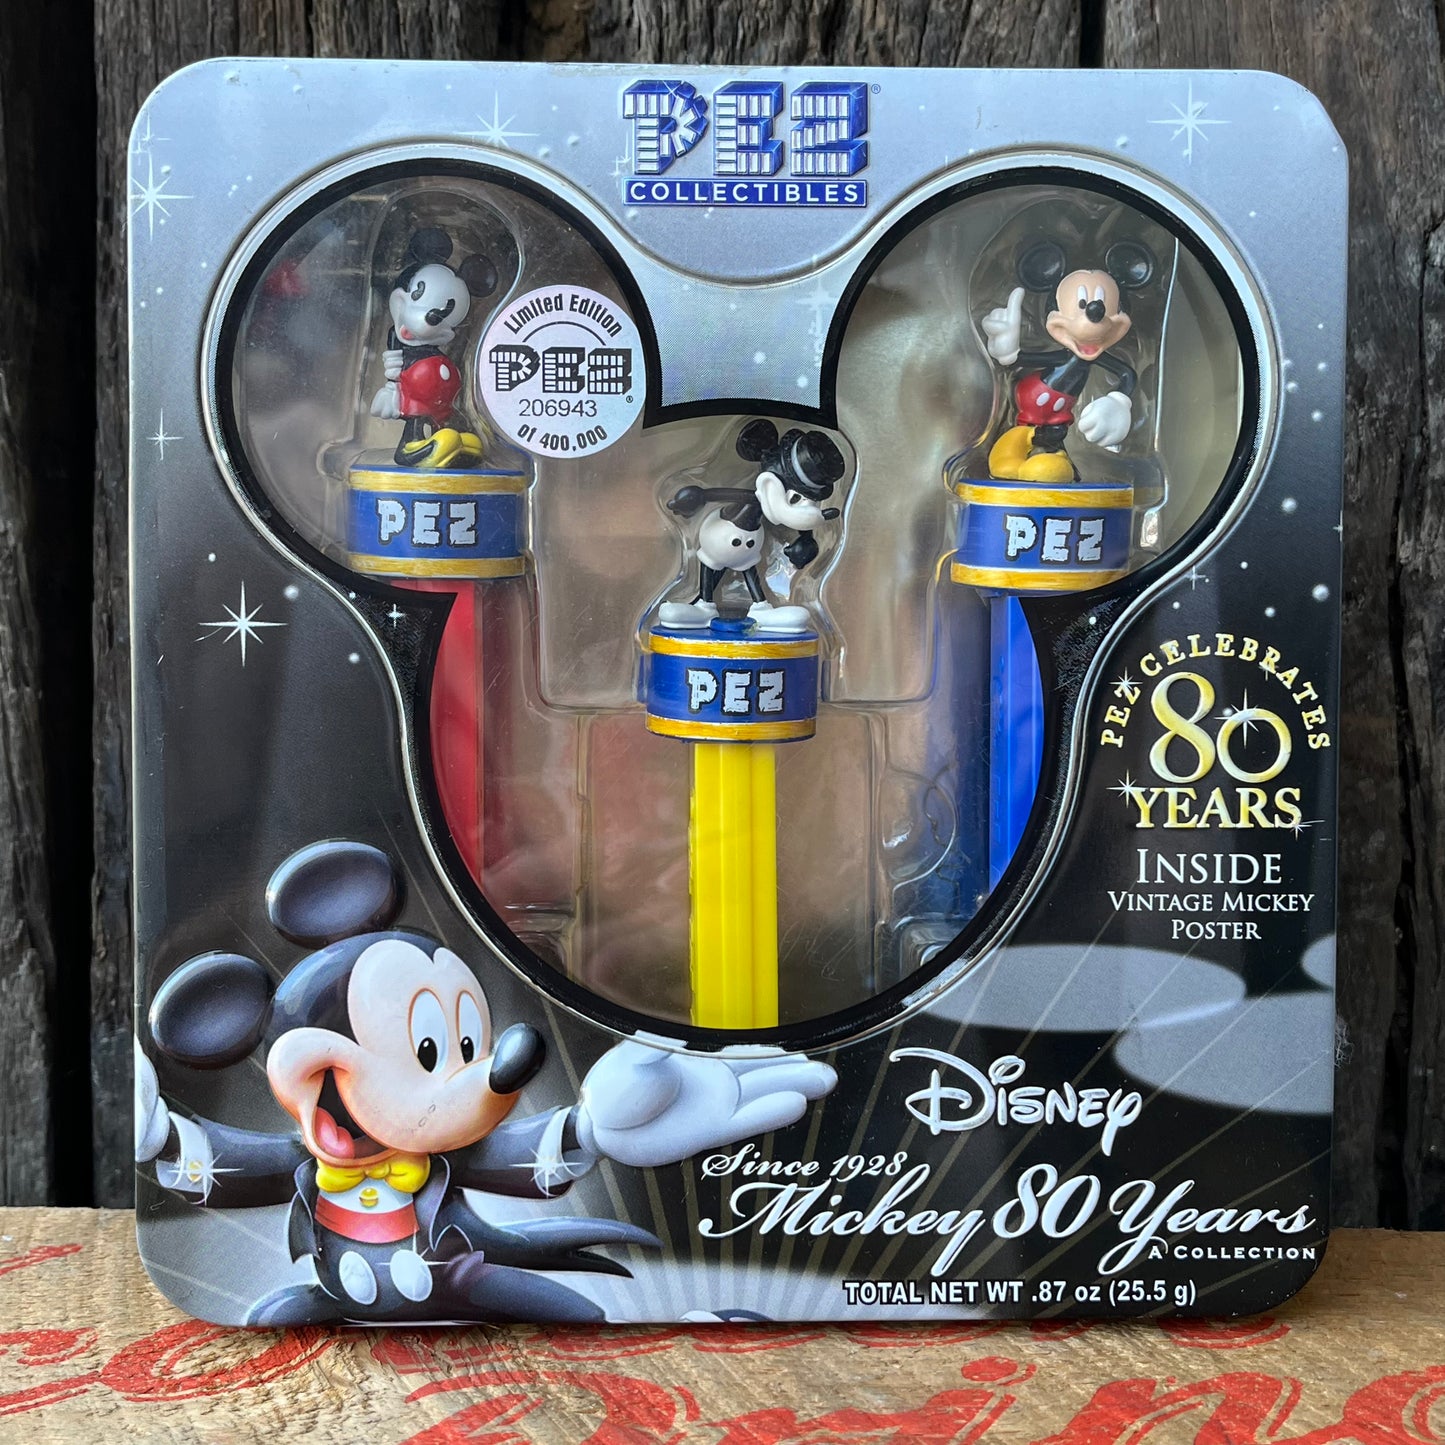 PEZ®
COLLECTIBLES
Limited Edition
PEZ®
206943
of 400,000
PEZ
PEZ
PEZ
PEZ CELEBRATES
80
YEARS
INSIDE
VINTAGE MICKEY
POSTER
DISNEY
Since 1928
Mickey 80 Years
A COLLECTION
TOTAL NET WT .87 oz (25.5 g)